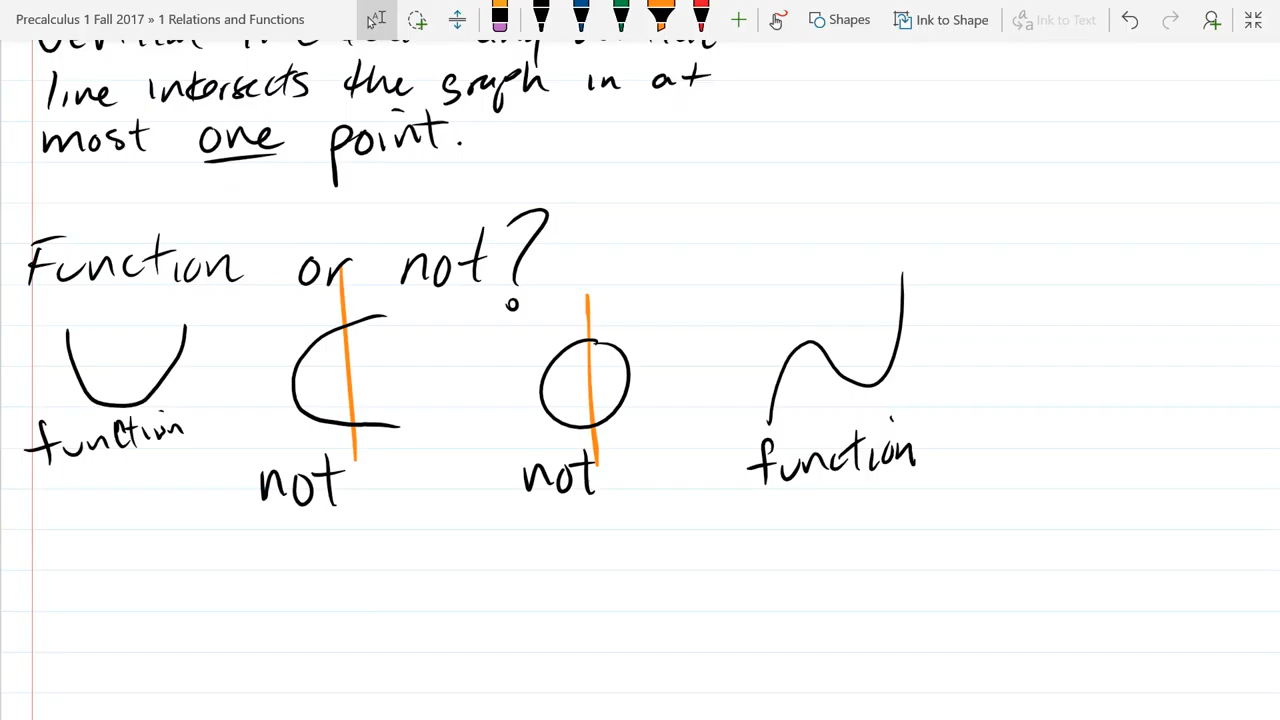 Precalculus 1 Fall 2017 » 1 Relations and Functions
Shapes
Ink to Shape
Ink to Text
line intersects the graph in at
most one point.
Function or not?
function
not
not
function